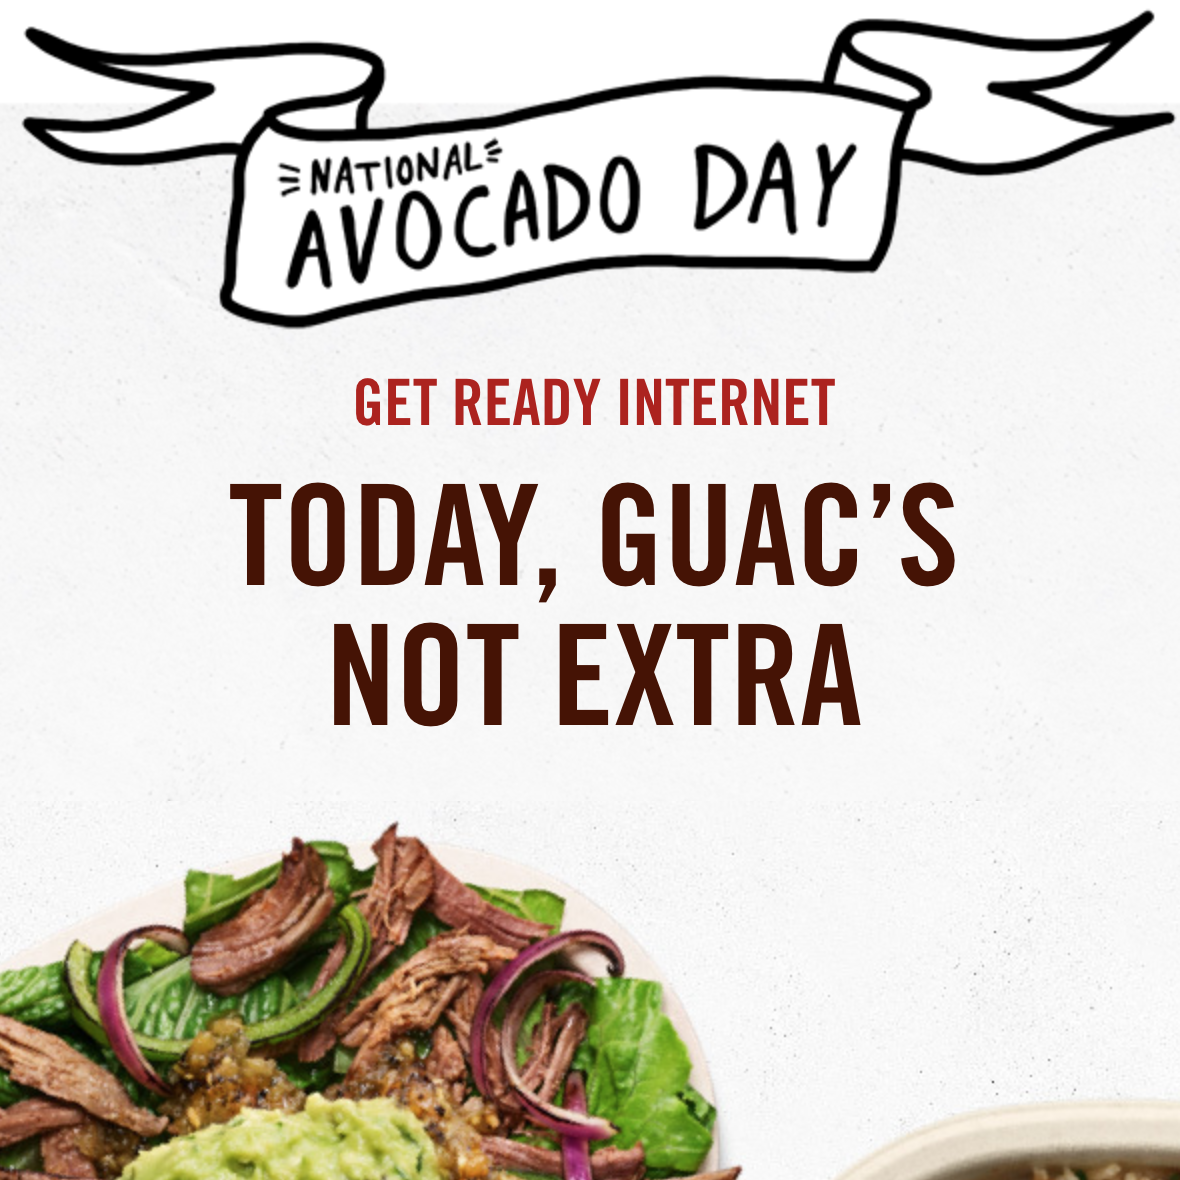 NATIONAL
AVOCADO DAY
GET READY INTERNET
TODAY, GUAC’S
NOT EXTRA